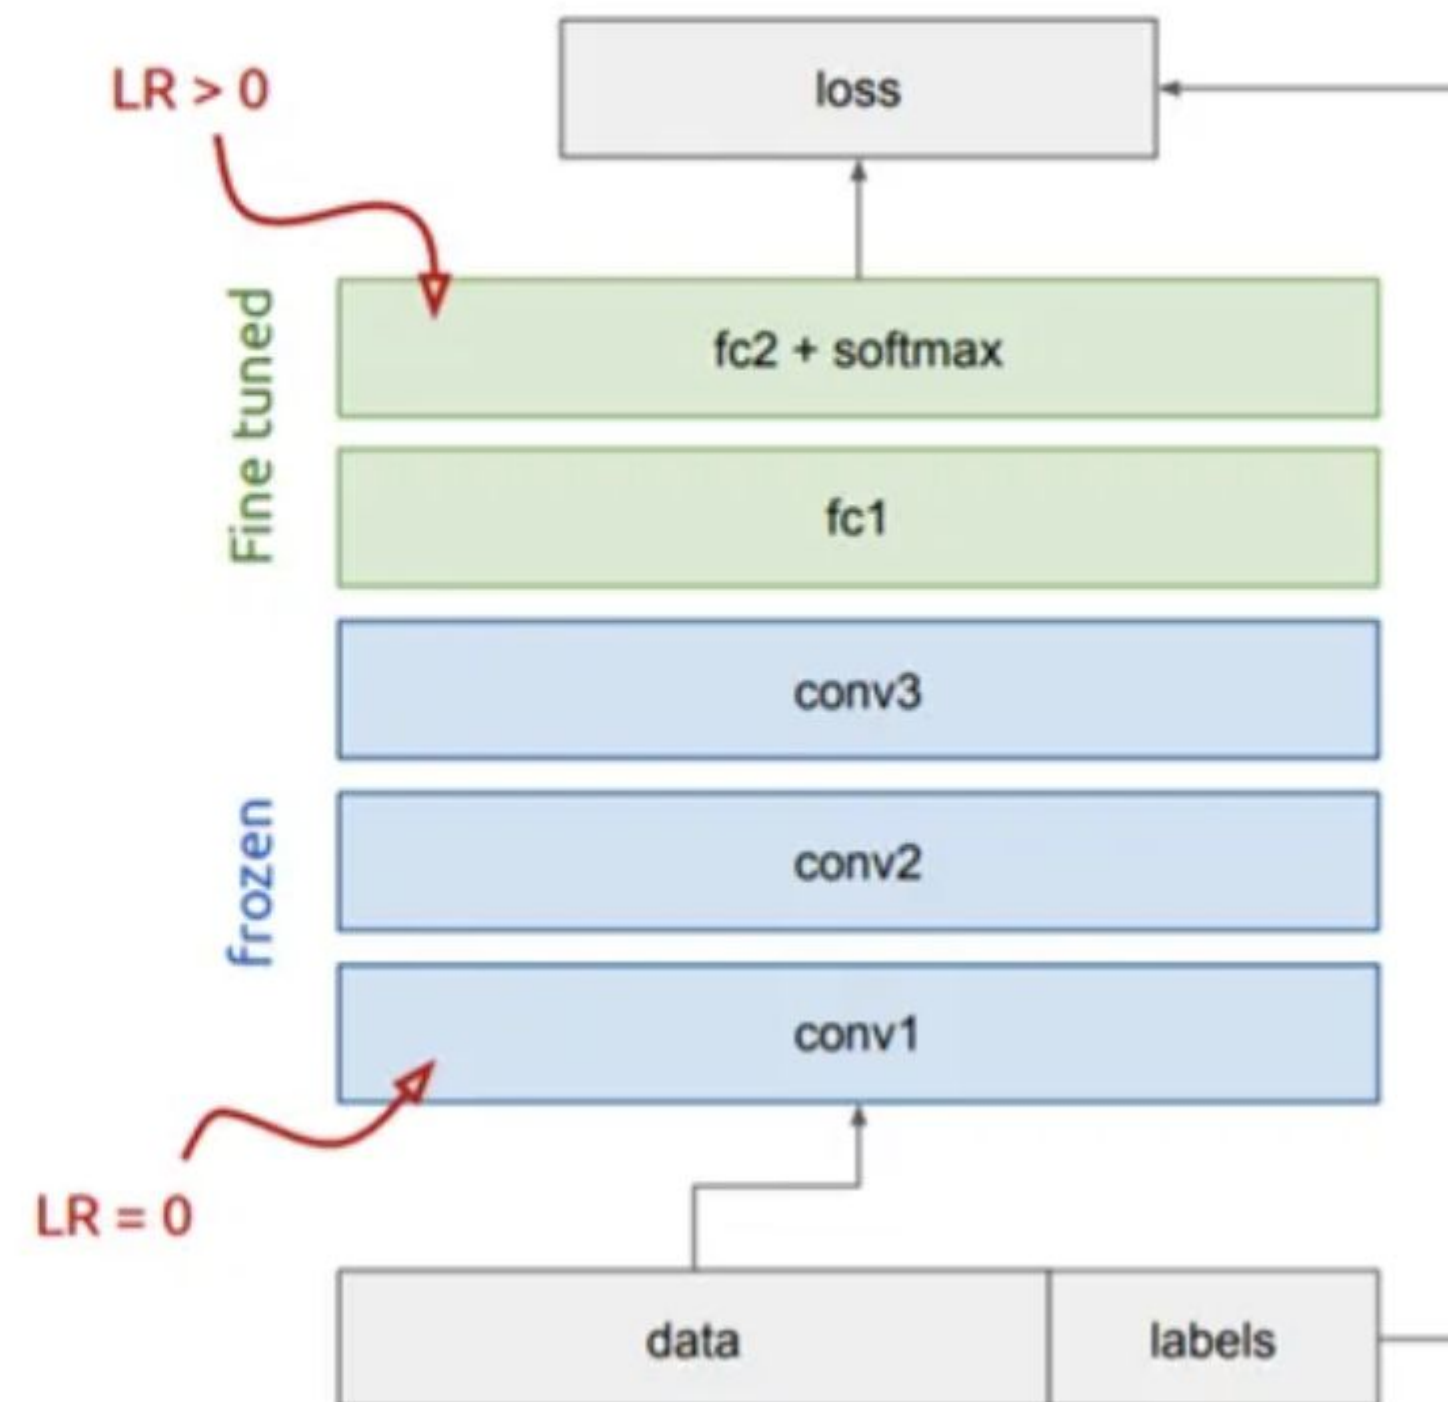 loss
LR > 0
Fine tuned
fc2 + softmax
fc1
conv3
frozen
conv2
conv1
LR = 0
data
labels